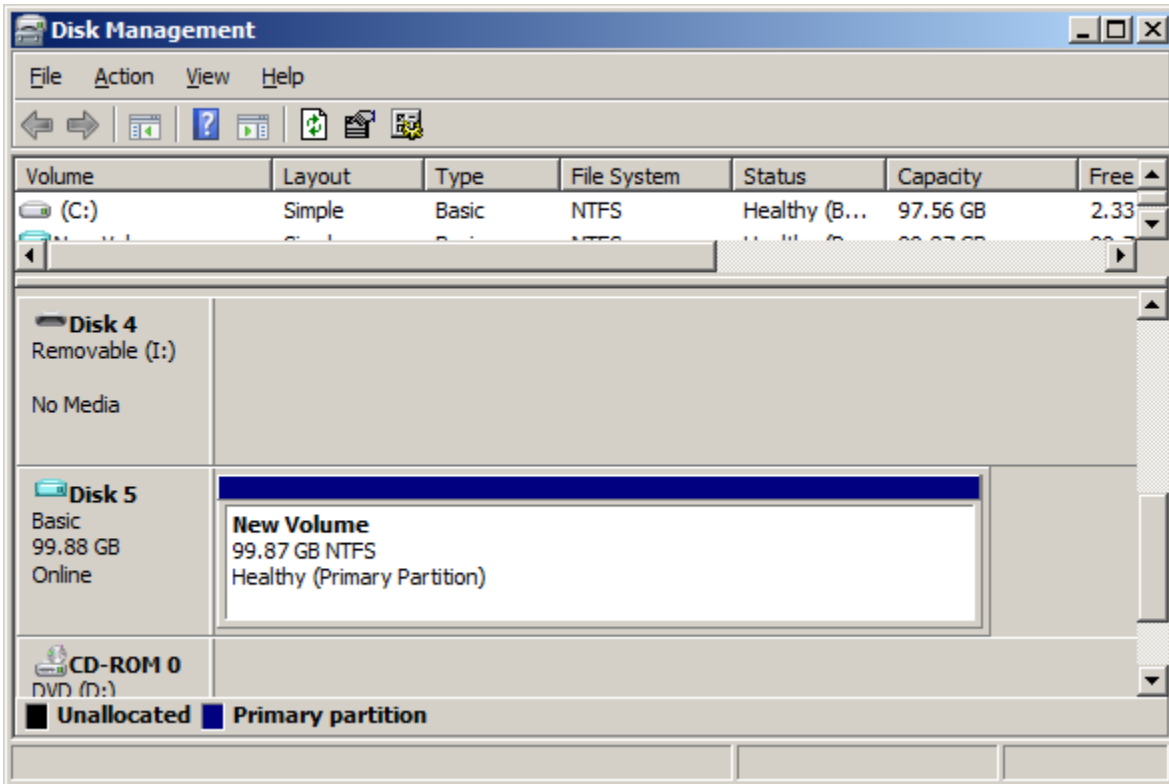 Disk Management
File Action View Help
Volume Layout Type File System Status Capacity Free
(C:) Simple Basic NTFS Healthy (B... 97.56 GB 2.33
Disk 4
Removable (I:)
No Media
Disk 5
Basic
99.88 GB
Online
New Volume
99.87 GB NTFS
Healthy (Primary Partition)
CD-ROM 0
DVD (D:)
Unallocated Primary partition